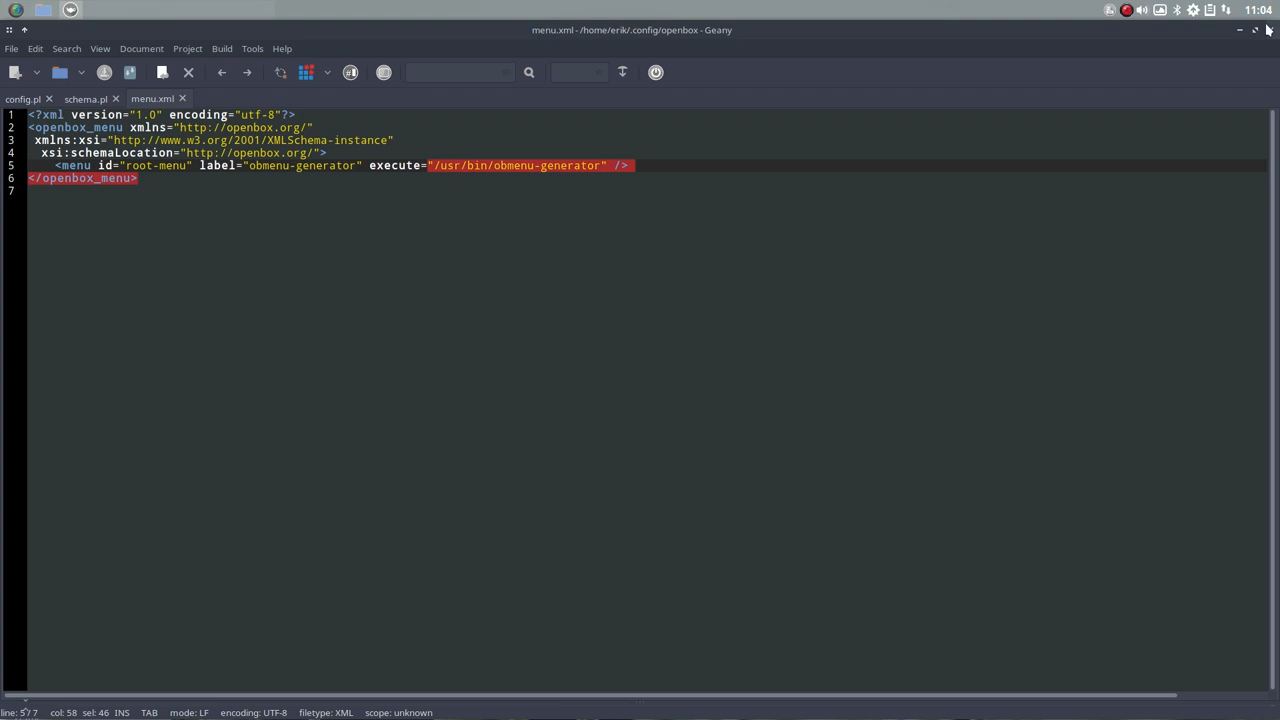 11:04
menu.xml - /home/erik/.config/openbox - Geany
File Edit Search View Document Project Build Tools Help
config.pl schema.pl menu.xml
1 <?xml version="1.0" encoding="utf-8"?>
2 <openbox_menu xmlns="http://openbox.org/"
3 xmlns:xsi="http://www.w3.org/2001/XMLSchema-instance"
4 xsi:schemaLocation="http://openbox.org/">
5 <menu id="root-menu" label="obmenu-generator" execute="/usr/bin/obmenu-generator" />
6 </openbox_menu>
7
line: 5 / 7 col: 58 sel: 46 INS TAB mode: LF encoding: UTF-8 filetype: XML scope: unknown